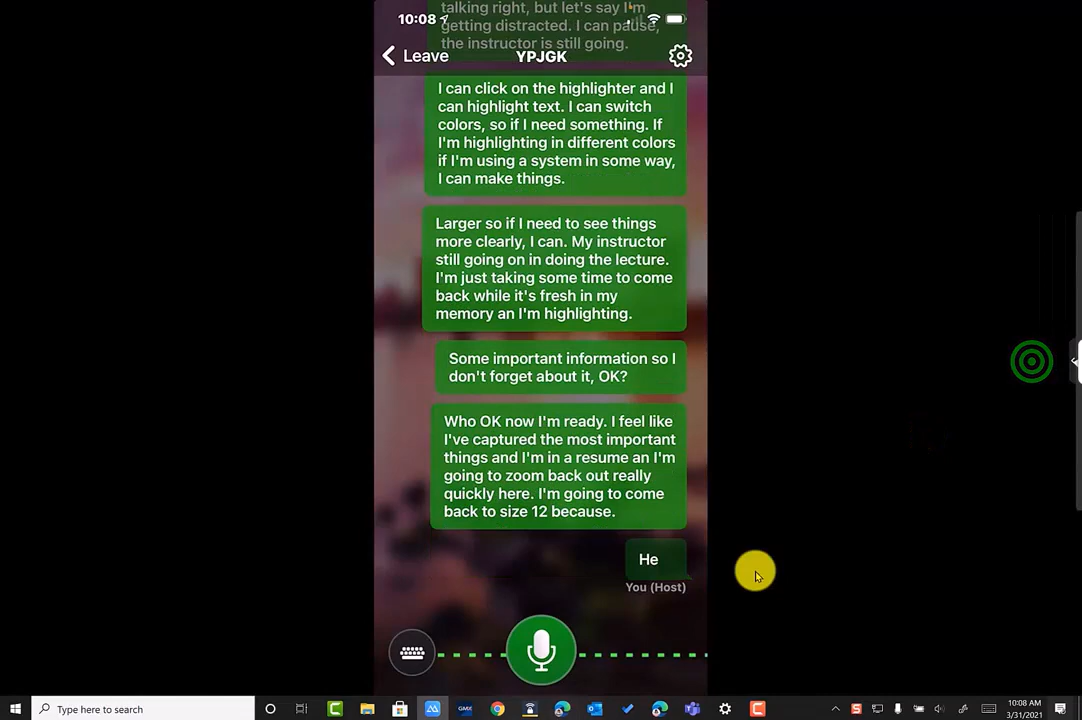 talking right, but let's say I'm
10:08
getting distracted. I can pause,
the instructor is still going.
Leave
YPJGK
I can click on the highlighter and I
can highlight text. I can switch
colors, so if I need something. If
I'm highlighting in different colors
if I'm using a system in some way,
I can make things.
Larger so if I need to see things
more clearly, I can. My instructor
still going on in doing the lecture.
I'm just taking some time to come
back while it's fresh in my
memory an I'm highlighting.
Some important information so I
don't forget about it, OK?
Who OK now I'm ready. I feel like
I've captured the most important
things and I'm in a resume an I'm
going to zoom back out really
quickly here. I'm going to come
back to size 12 because.
He
You (Host)
Type here to search
GMX
10:08 AM
3/31/2021